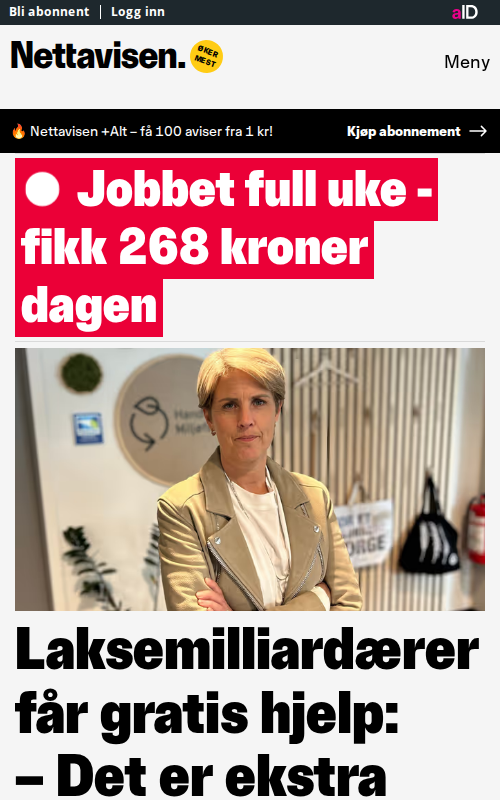 Bli abonnent
Logg inn
aID
Nettavisen.
ØKER
MEST
Meny
Nettavisen +Alt – få 100 aviser fra 1 kr!
Kjøp abonnement
Jobbet full uke -
fikk 268 kroner
dagen
Laksemilliardærer
får gratis hjelp:
– Det er ekstra